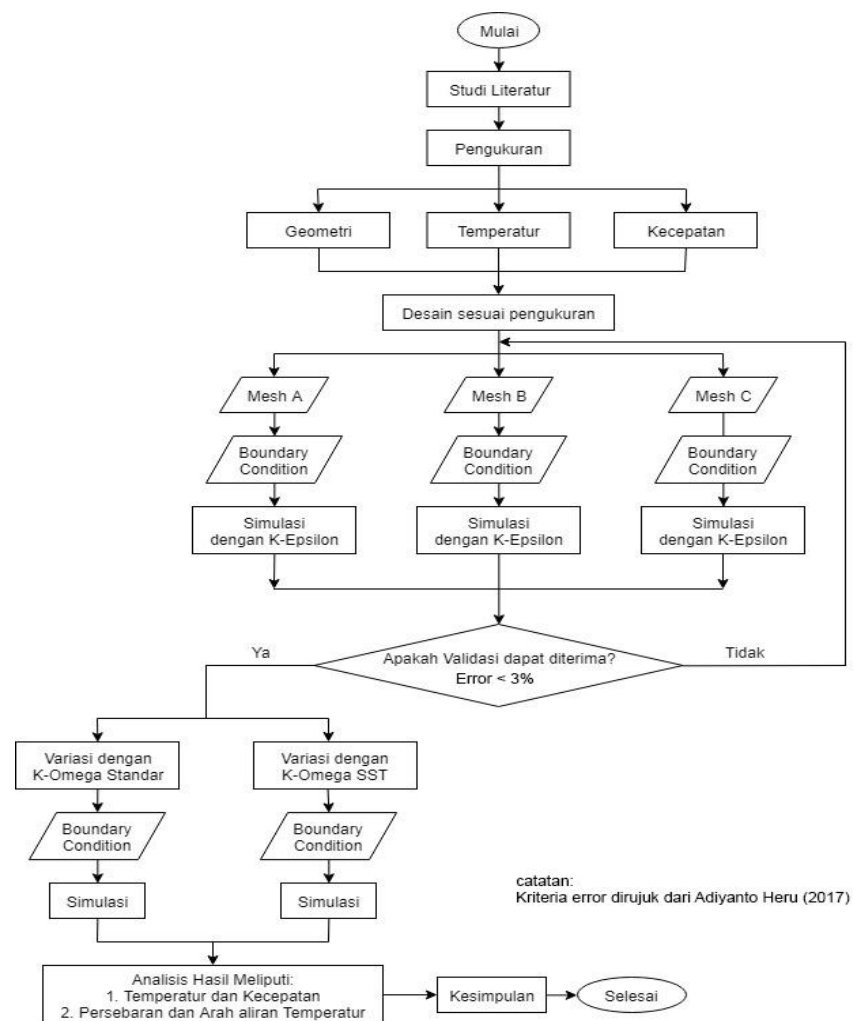 Mulai
Studi Literatur
Pengukuran
Geometri
Temperatur
Kecepatan
Desain sesuai pengukuran
Mesh A
Mesh B
Mesh C
Boundary
Condition
Boundary
Condition
Boundary
Condition
Simulasi
dengan K-Epsilon
Simulasi
dengan K-Epsilon
Simulasi
dengan K-Epsilon
Ya
Apakah Validasi dapat diterima?
Error < 3%
Tidak
Variasi dengan
K-Omega Standar
Variasi dengan
K-Omega SST
Boundary
Condition
Boundary
Condition
Simulasi
Simulasi
catatan:
Kriteria error dirujuk dari Adiyanto Heru (2017)
Analisis Hasil Meliputi:
1. Temperatur dan Kecepatan
2. Persebaran dan Arah aliran Temperatur
Kesimpulan
Selesai